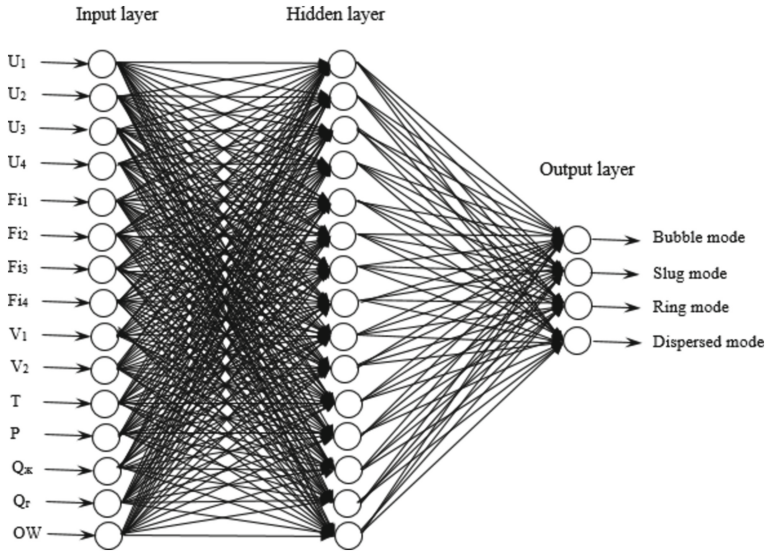 Input layer
Hidden layer
Output layer
U1
U2
U3
U4
Fi1
Fi2
Fi3
Fi4
V1
V2
T
P
Qж
Qг
OW
Bubble mode
Slug mode
Ring mode
Dispersed mode